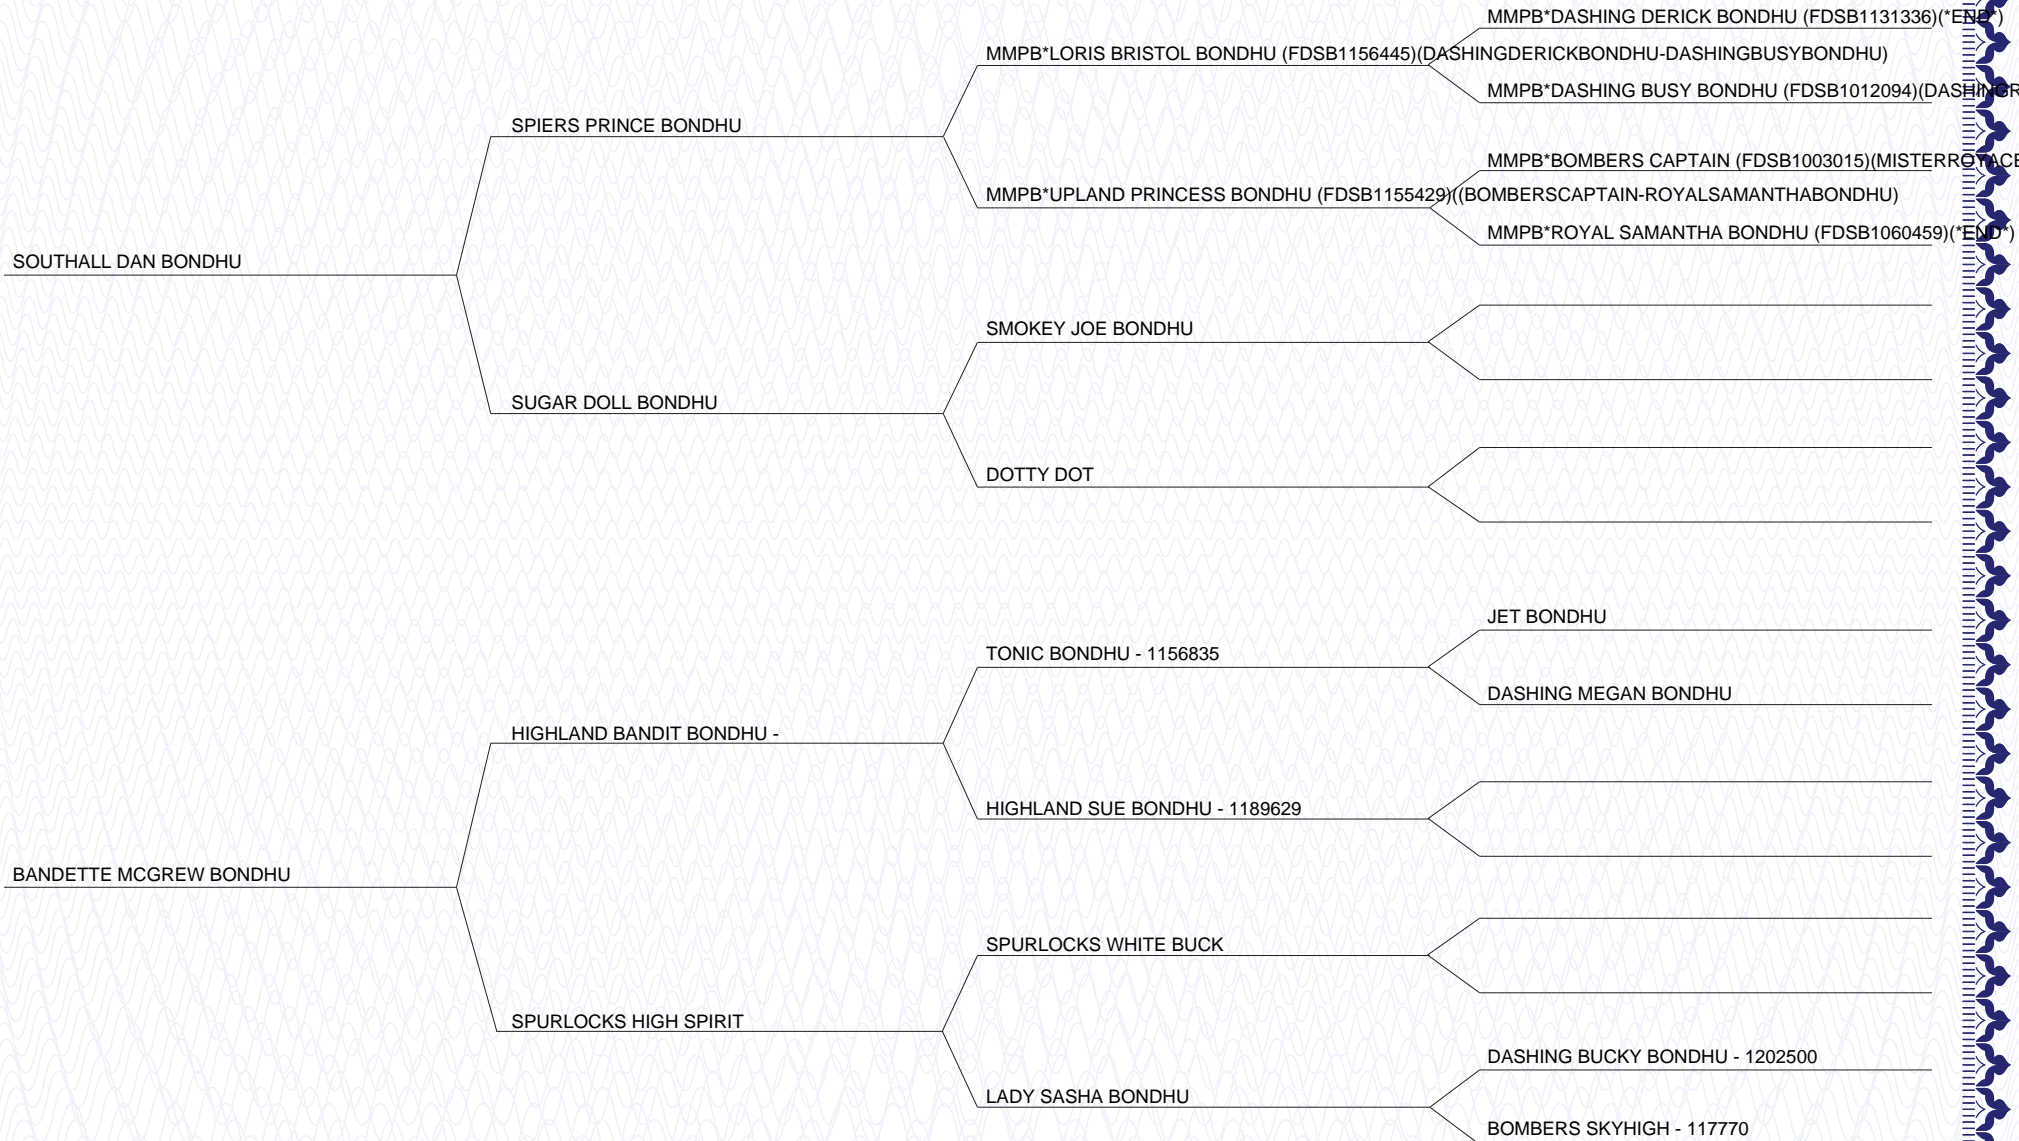 MMPB*DASHING DERICK BONDHU (FDSB1131336)(*END*)
MMPB*LORIS BRISTOL BONDHU (FDSB1156445)(DASHINGDERICKBONDHU-DASHINGBUSYBONDHU)
MMPB*DASHING BUSY BONDHU (FDSB1012094)(DASHINGR
SPIERS PRINCE BONDHU
MMPB*BOMBERS CAPTAIN (FDSB1003015)(MISTERROYACE
MMPB*UPLAND PRINCESS BONDHU (FDSB1155429)((BOMBERSCAPTAIN-ROYALSAMANTHABONDHU)
MMPB*ROYAL SAMANTHA BONDHU (FDSB1060459)(*END*)
SOUTHALL DAN BONDHU
SMOKEY JOE BONDHU
SUGAR DOLL BONDHU
DOTTY DOT
JET BONDHU
TONIC BONDHU - 1156835
DASHING MEGAN BONDHU
HIGHLAND BANDIT BONDHU -
HIGHLAND SUE BONDHU - 1189629
BANDETTE MCGREW BONDHU
SPURLOCKS WHITE BUCK
SPURLOCKS HIGH SPIRIT
DASHING BUCKY BONDHU - 1202500
LADY SASHA BONDHU
BOMBERS SKYHIGH - 117770